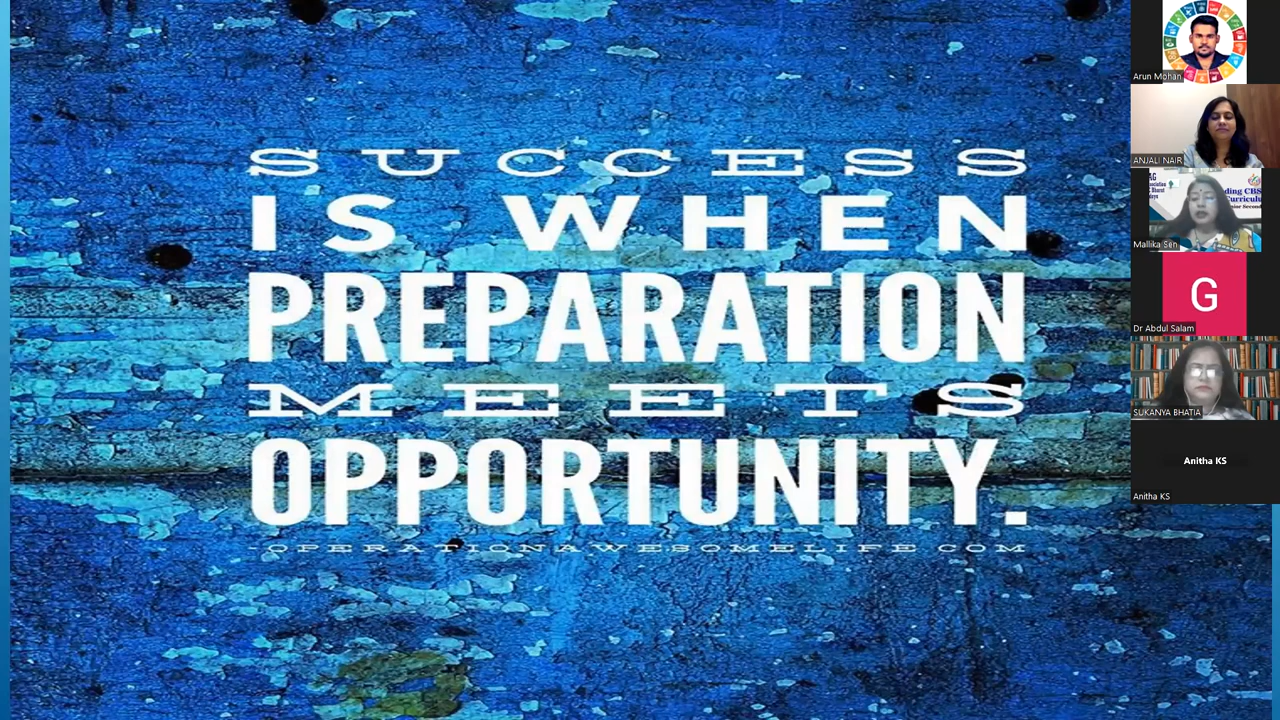 SUCCESS
IS WHEN
PREPARATION
MEETS
OPPORTUNITY.
-OPERATIONAWESOMELIFE.COM
Arun Mohan
ANJALI NAIR
Mallika Sen
G
Dr Abdul Salam
SUKANYA BHATIA
Anitha KS
Anitha KS